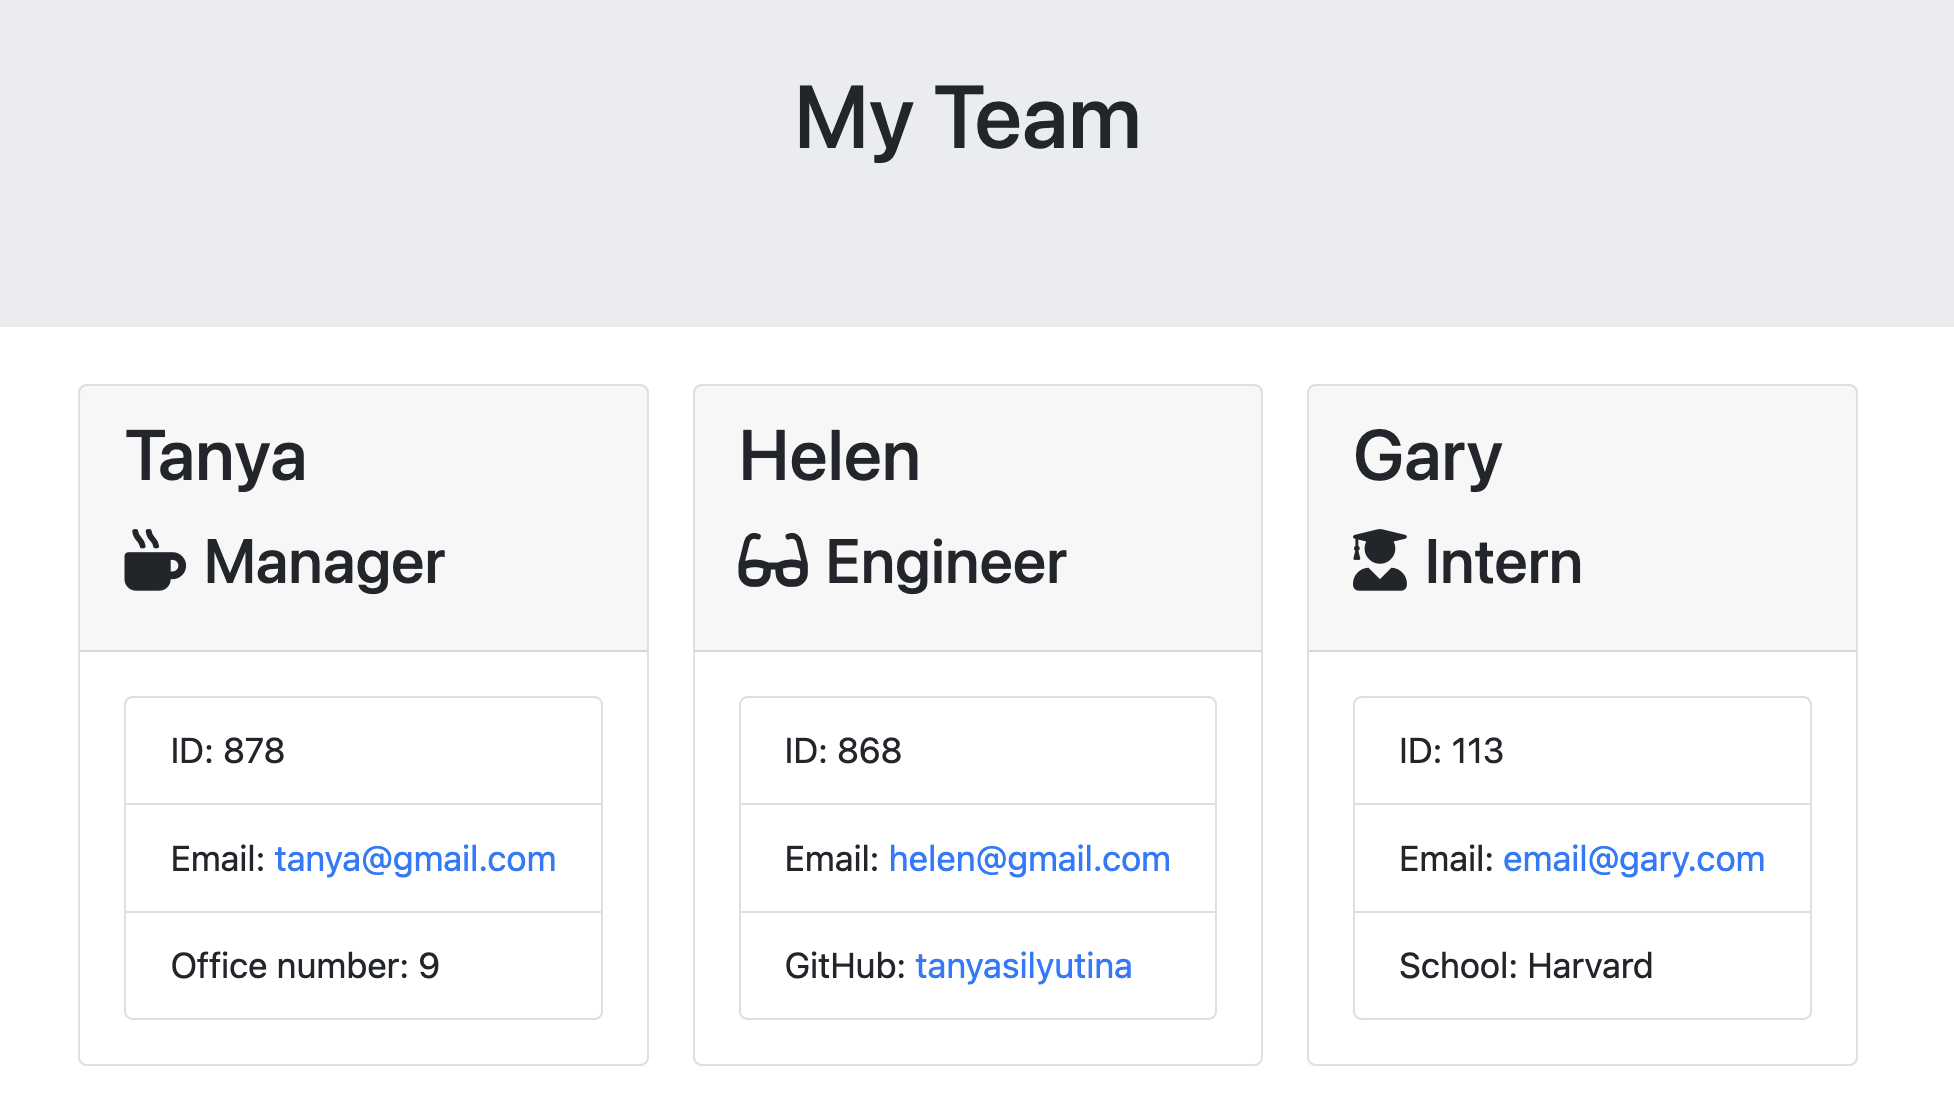 My Team
Tanya
Manager
ID: 878
Email: tanya@gmail.com
Office number: 9
Helen
Engineer
ID: 868
Email: helen@gmail.com
GitHub: tanyasilyutina
Gary
Intern
ID: 113
Email: email@gary.com
School: Harvard